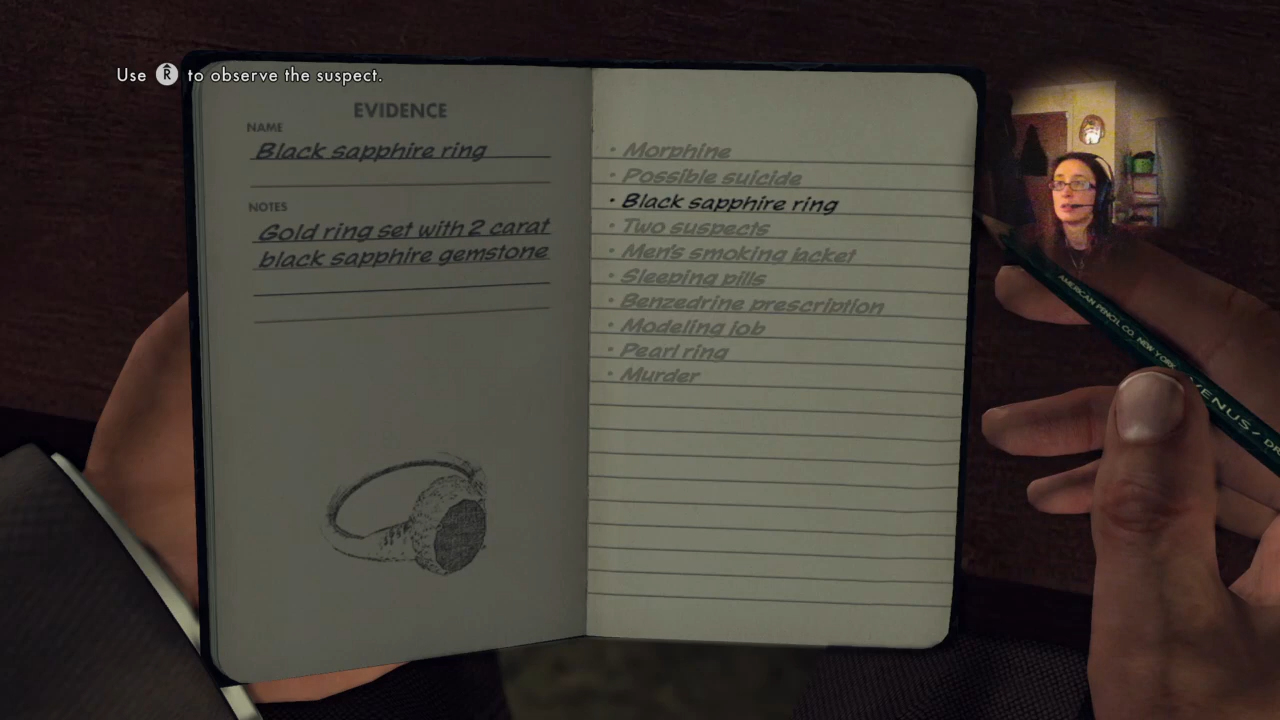 Use R to observe the suspect.
EVIDENCE
NAME
Black sapphire ring
NOTES
Gold ring set with 2 carat
black sapphire gemstone
• Morphine
• Possible suicide
• Black sapphire ring
• Two suspects
• Men's smoking jacket
• Sleeping pills
• Benzedrine prescription
• Modeling job
• Pearl ring
• Murder
AMERICAN PENCIL CO. NEW YORK
VENUS